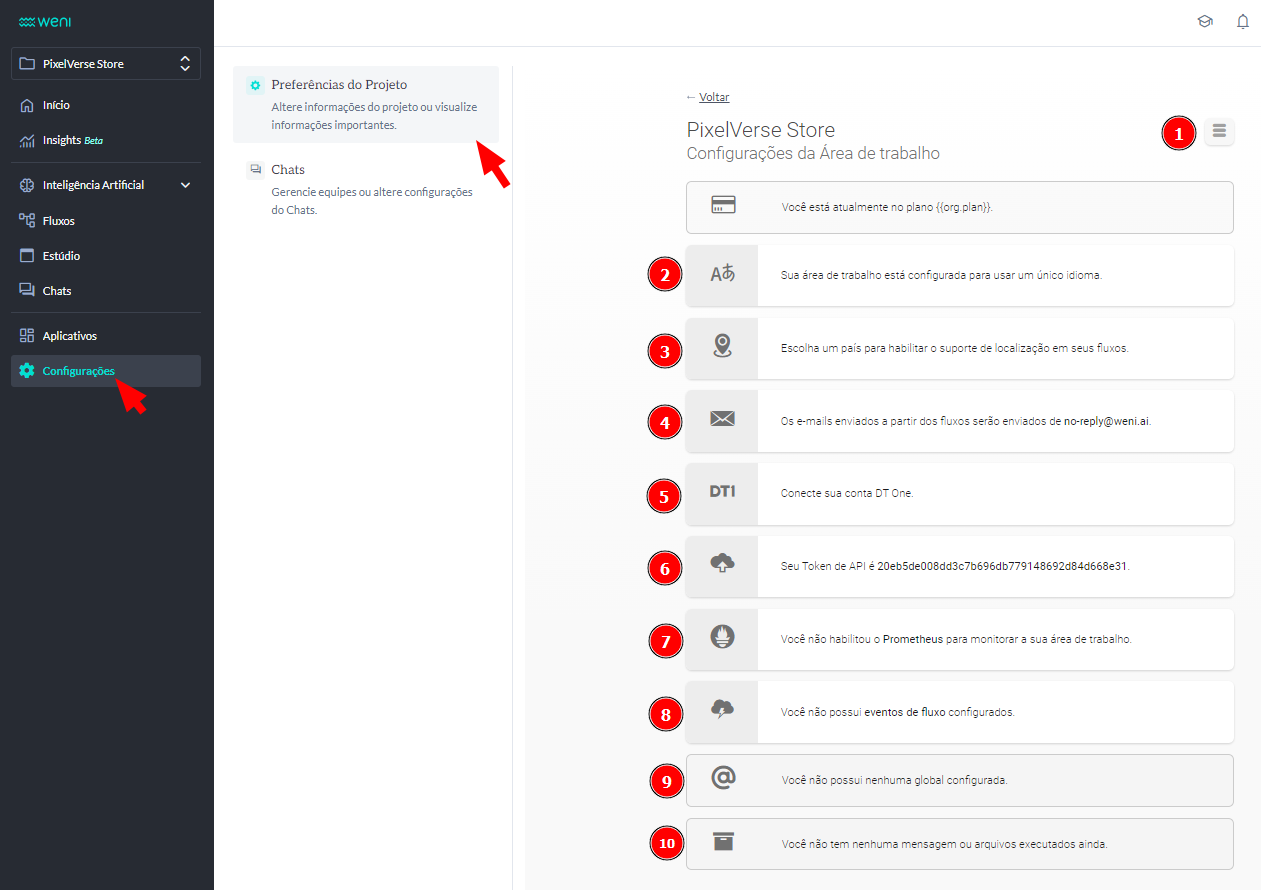 weni
PixelVerse Store
Início
Insights Beta
Inteligência Artificial
Fluxos
Estúdio
Chats
Aplicativos
Configurações
Preferências do Projeto
Altere informações do projeto ou visualize
informações importantes.
Chats
Gerencie equipes ou altere configurações
do Chats.
← Voltar
PixelVerse Store
Configurações da Área de trabalho
1
Você está atualmente no plano {{org.plan}}.
2
Aあ
Sua área de trabalho está configurada para usar um único idioma.
3
Escolha um país para habilitar o suporte de localização em seus fluxos.
4
Os e-mails enviados a partir dos fluxos serão enviados de no-reply@weni.ai.
5
DT1
Conecte sua conta DT One.
6
Seu Token de API é 20eb5de008dd3c7b696db779148692d84d668e31.
7
Você não habilitou o Prometheus para monitorar a sua área de trabalho.
8
Você não possui eventos de fluxo configurados.
9
@
Você não possui nenhuma global configurada.
10
Você não tem nenhuma mensagem ou arquivos executados ainda.